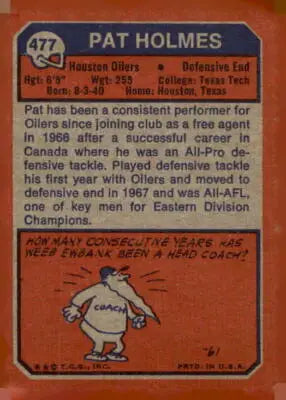 477
PAT HOLMES
Houston Oilers • Defensive End
Hgt: 6'5" Wgt: 255 College: Texas Tech
Born: 8-3-40 Home: Houston, Texas
Pat has been a consistent performer for
Oilers since joining club as a free agent
in 1966 after a successful career in
Canada where he was an All-Pro de-
fensive tackle. Played defensive tackle
his first year with Oilers and moved to
defensive end in 1967 and was All-AFL,
one of key men for Eastern Division
Champions.
HOW MANY CONSECUTIVE YEARS HAS
WEEB EWBANK BEEN A HEAD COACH?
COACH
-61
© T.C.G., INC. PRTD. IN U.S.A.